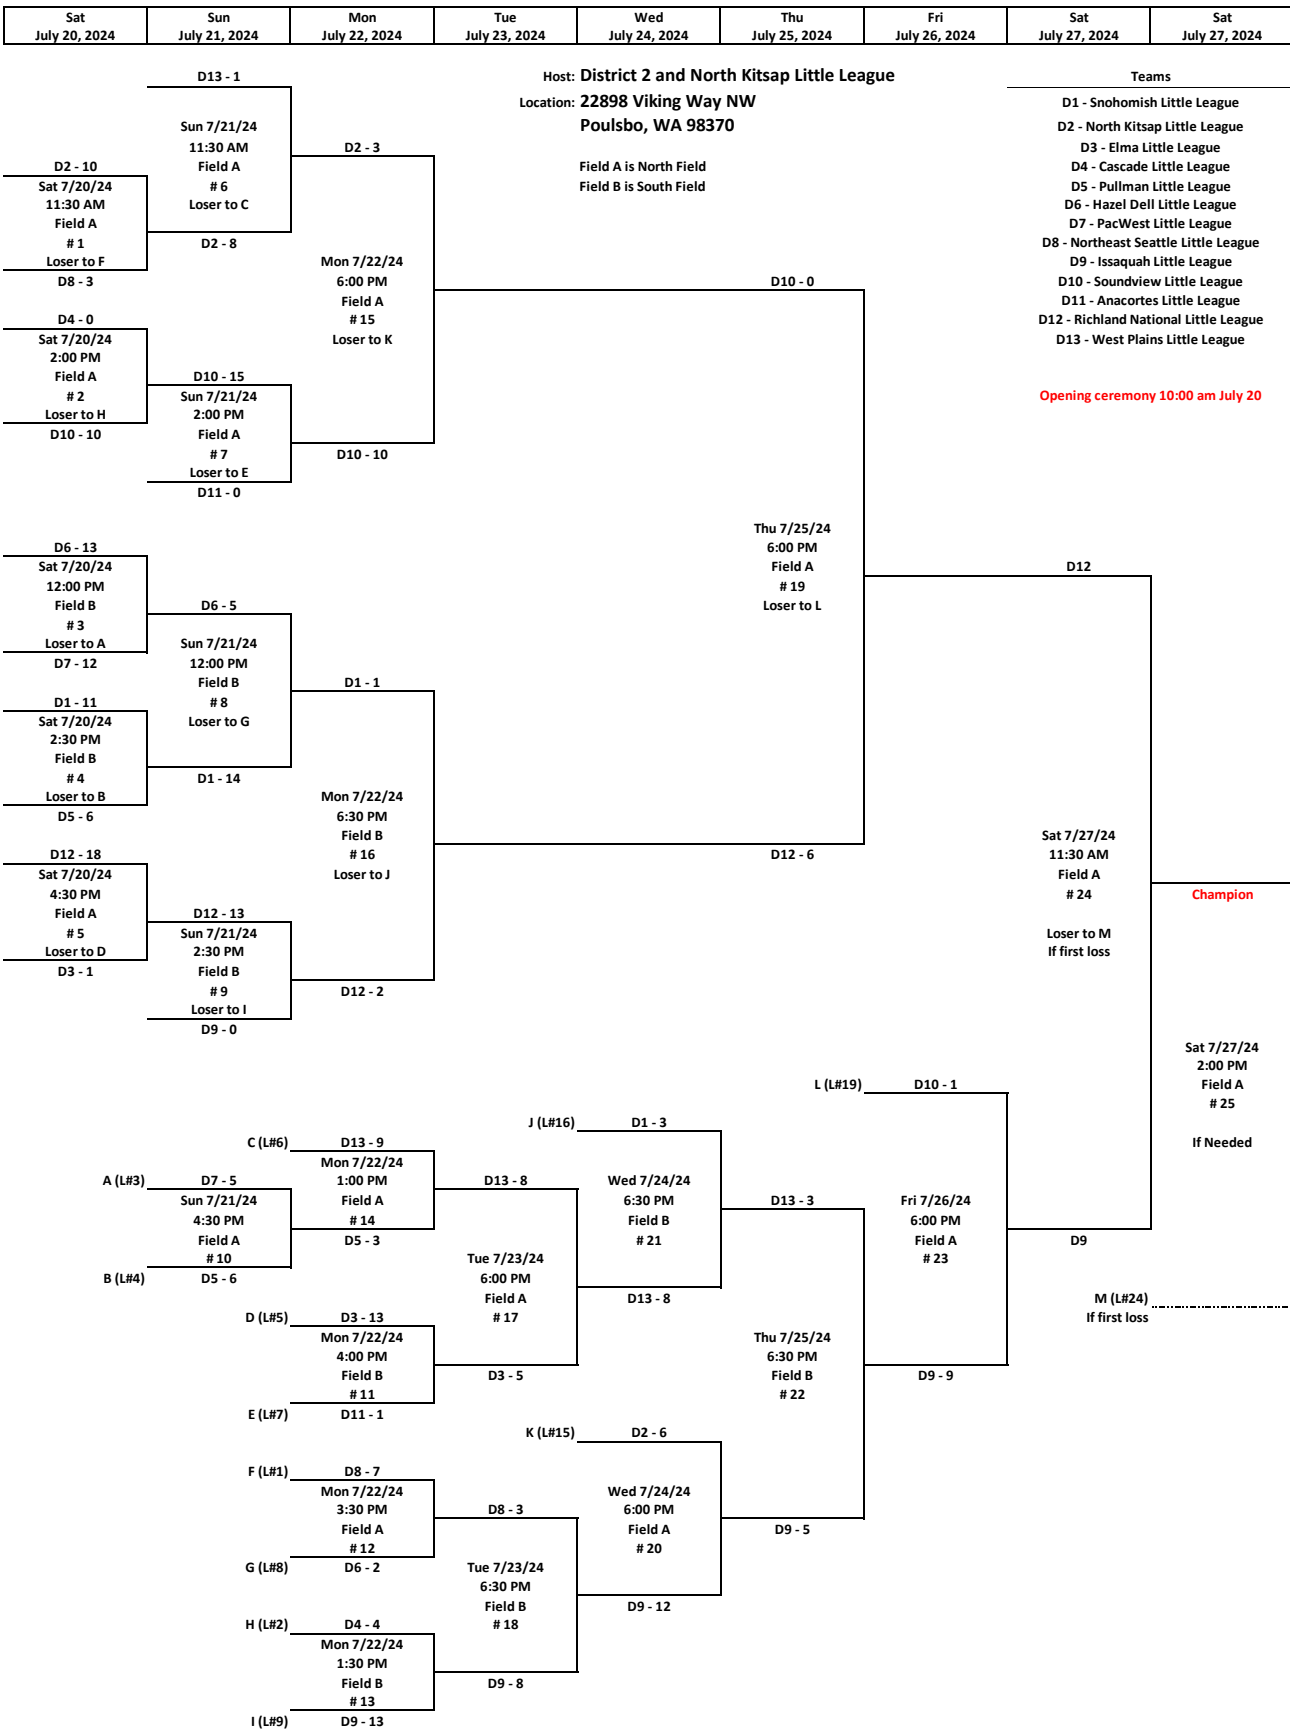 Sat Sun Mon Tue Wed Thu Fri Sat Sat
July 20, 2024 July 21, 2024 July 22, 2024 July 23, 2024 July 24, 2024 July 25, 2024 July 26, 2024 July 27, 2024 July 27, 2024
Host: District 2 and North Kitsap Little League
Location: 22898 Viking Way NW
Poulsbo, WA 98370
Field A is North Field
Field B is South Field
Teams
D1 - Snohomish Little League
D2 - North Kitsap Little League
D3 - Elma Little League
D4 - Cascade Little League
D5 - Pullman Little League
D6 - Hazel Dell Little League
D7 - PacWest Little League
D8 - Northeast Seattle Little League
D9 - Issaquah Little League
D10 - Soundview Little League
D11 - Anacortes Little League
D12 - Richland National Little League
D13 - West Plains Little League
Opening ceremony 10:00 am July 20
D2 - 10
Sat 7/20/24
11:30 AM
Field A
# 1
Loser to F
D8 - 3
D4 - 0
Sat 7/20/24
2:00 PM
Field A
# 2
Loser to H
D10 - 10
D6 - 13
Sat 7/20/24
12:00 PM
Field B
# 3
Loser to A
D7 - 12
D1 - 11
Sat 7/20/24
2:30 PM
Field B
# 4
Loser to B
D5 - 6
D12 - 18
Sat 7/20/24
4:30 PM
Field A
# 5
Loser to D
D3 - 1
D13 - 1
Sun 7/21/24
11:30 AM
Field A
# 6
Loser to C
D2 - 8
D10 - 15
Sun 7/21/24
2:00 PM
Field A
# 7
Loser to E
D11 - 0
D6 - 5
Sun 7/21/24
12:00 PM
Field B
# 8
Loser to G
D1 - 14
D12 - 13
Sun 7/21/24
2:30 PM
Field B
# 9
Loser to I
D9 - 0
D2 - 3
Mon 7/22/24
6:00 PM
Field A
# 15
Loser to K
D10 - 10
D1 - 1
Mon 7/22/24
6:30 PM
Field B
# 16
Loser to J
D12 - 2
D10 - 0
Thu 7/25/24
6:00 PM
Field A
# 19
Loser to L
D12 - 6
D12
Sat 7/27/24
11:30 AM
Field A
# 24
Loser to M
If first loss
D9
Champion
Sat 7/27/24
2:00 PM
Field A
# 25
If Needed
M (L#24)
If first loss
A (L#3) D7 - 5
Sun 7/21/24
4:30 PM
Field A
# 10
B (L#4) D5 - 6
C (L#6) D13 - 9
Mon 7/22/24
1:00 PM
Field A
# 14
D5 - 3
D (L#5) D3 - 13
Mon 7/22/24
4:00 PM
Field B
# 11
E (L#7) D11 - 1
F (L#1) D8 - 7
Mon 7/22/24
3:30 PM
Field A
# 12
G (L#8) D6 - 2
H (L#2) D4 - 4
Mon 7/22/24
1:30 PM
Field B
# 13
I (L#9) D9 - 13
D13 - 8
Tue 7/23/24
6:00 PM
Field A
# 17
D3 - 5
D8 - 3
Tue 7/23/24
6:30 PM
Field B
# 18
D9 - 8
J (L#16) D1 - 3
Wed 7/24/24
6:30 PM
Field B
# 21
D13 - 8
K (L#15) D2 - 6
Wed 7/24/24
6:00 PM
Field A
# 20
D9 - 12
D13 - 3
Thu 7/25/24
6:30 PM
Field B
# 22
D9 - 5
L (L#19) D10 - 1
Fri 7/26/24
6:00 PM
Field A
# 23
D9 - 9